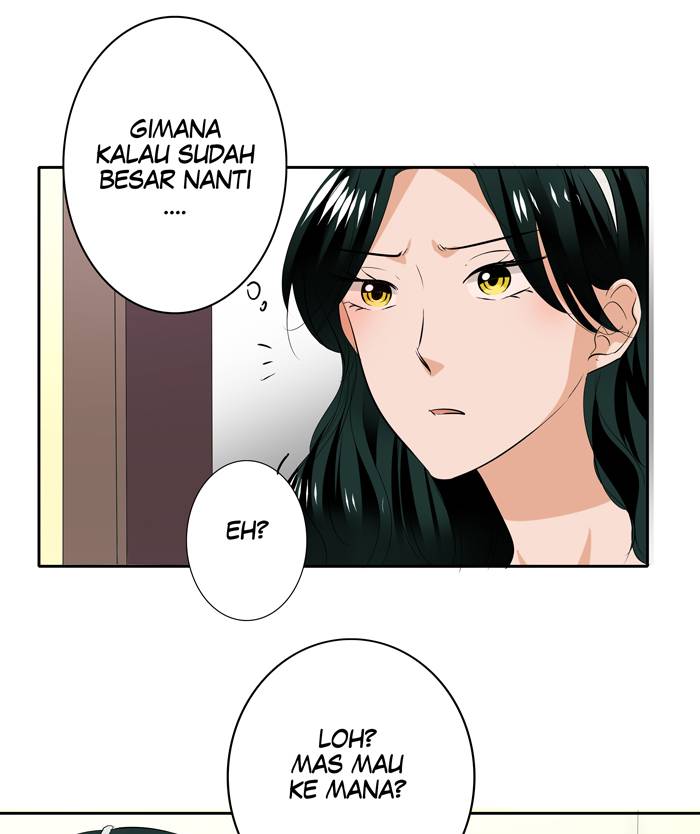 GIMANA
KALAU SUDAH
BESAR NANTI
....
EH?
LOH?
MAS MAU
KE MANA?